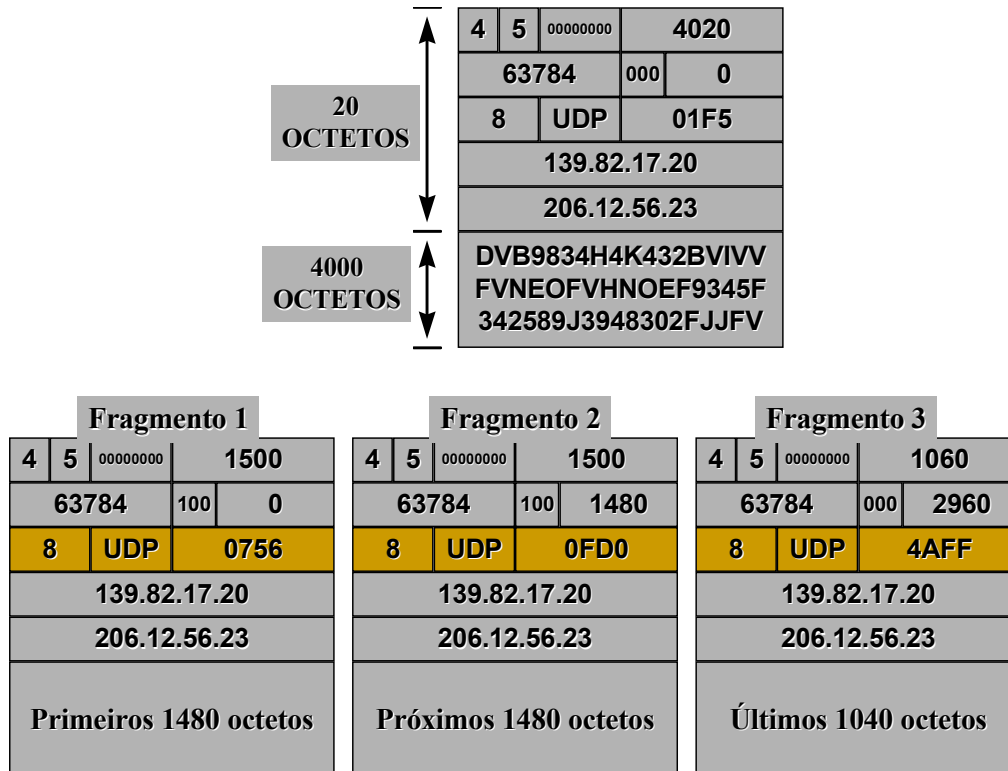 4 5 00000000 4020
63784 000 0
8 UDP 01F5
139.82.17.20
206.12.56.23
20
OCTETOS
4000
OCTETOS
DVB9834H4K432BVIVV
FVNEOFVHNOEF9345F
342589J3948302FJJFV
Fragmento 1
4 5 00000000 1500
63784 100 0
8 UDP 0756
139.82.17.20
206.12.56.23
Primeiros 1480 octetos
Fragmento 2
4 5 00000000 1500
63784 100 1480
8 UDP 0FD0
139.82.17.20
206.12.56.23
Próximos 1480 octetos
Fragmento 3
4 5 00000000 1060
63784 000 2960
8 UDP 4AFF
139.82.17.20
206.12.56.23
Últimos 1040 octetos